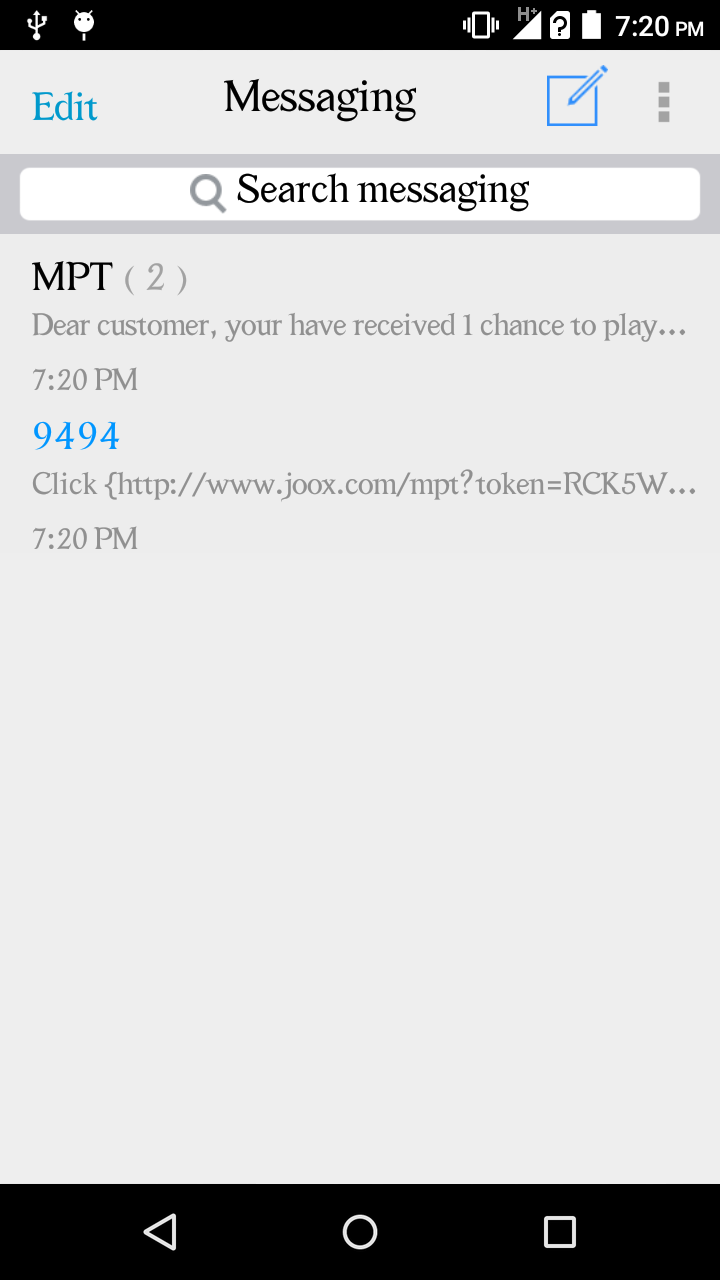 H+ 7:20 PM
Edit Messaging
Search messaging
MPT ( 2 )
Dear customer, your have received 1 chance to play...
7:20 PM
9494
Click {http://www.joox.com/mpt?token=RCK5W...
7:20 PM